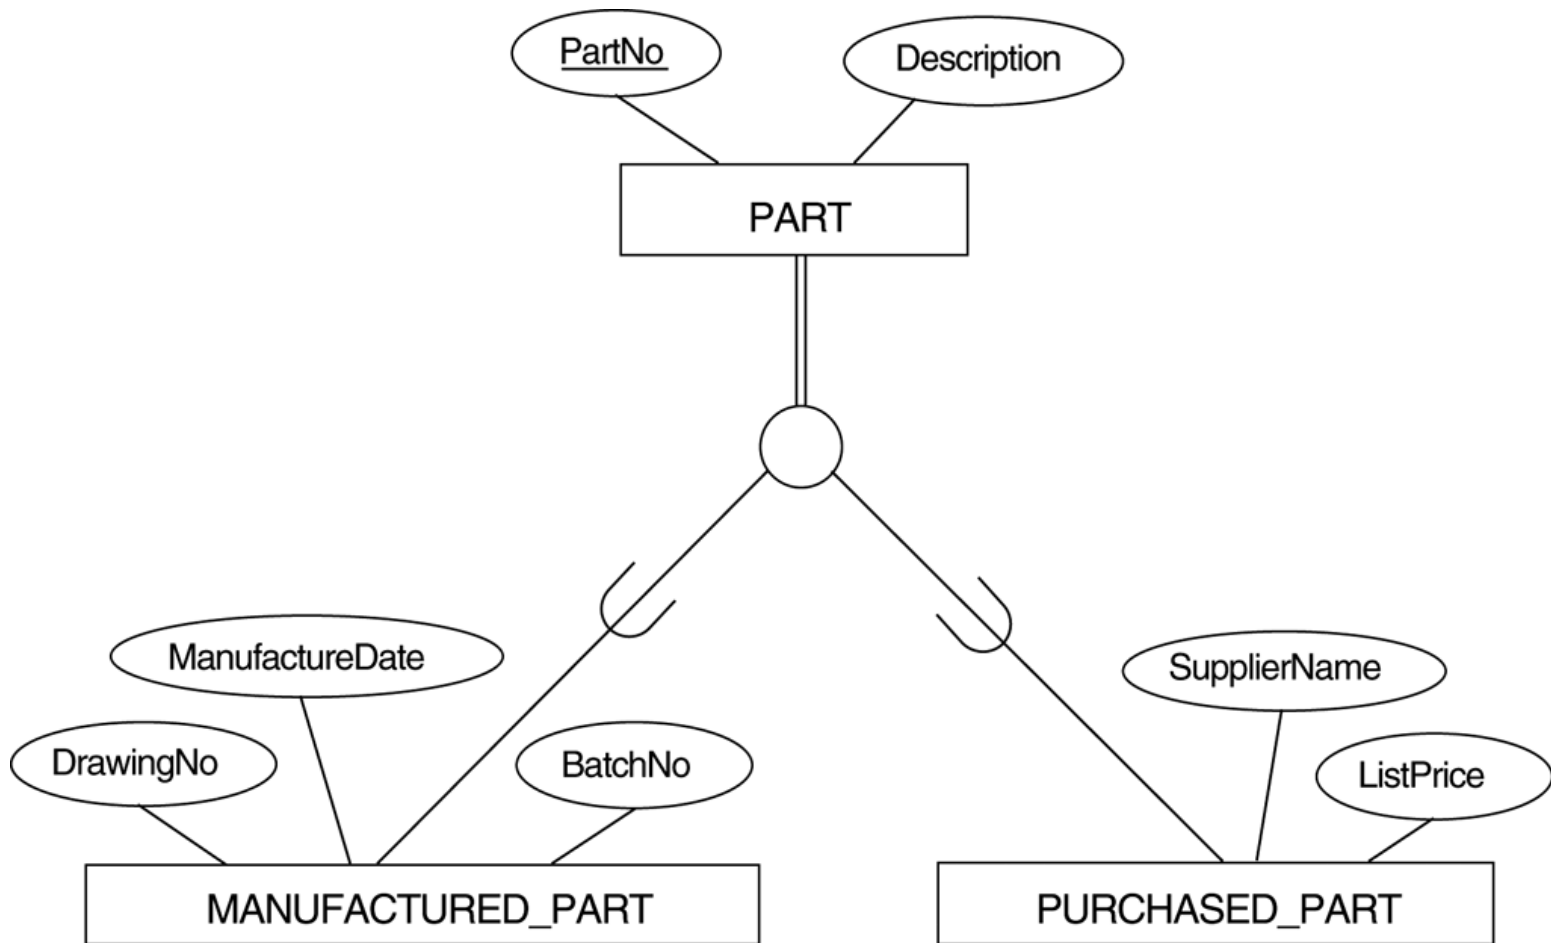 PartNo
Description
PART
ManufactureDate
SupplierName
DrawingNo
BatchNo
ListPrice
MANUFACTURED_PART
PURCHASED_PART